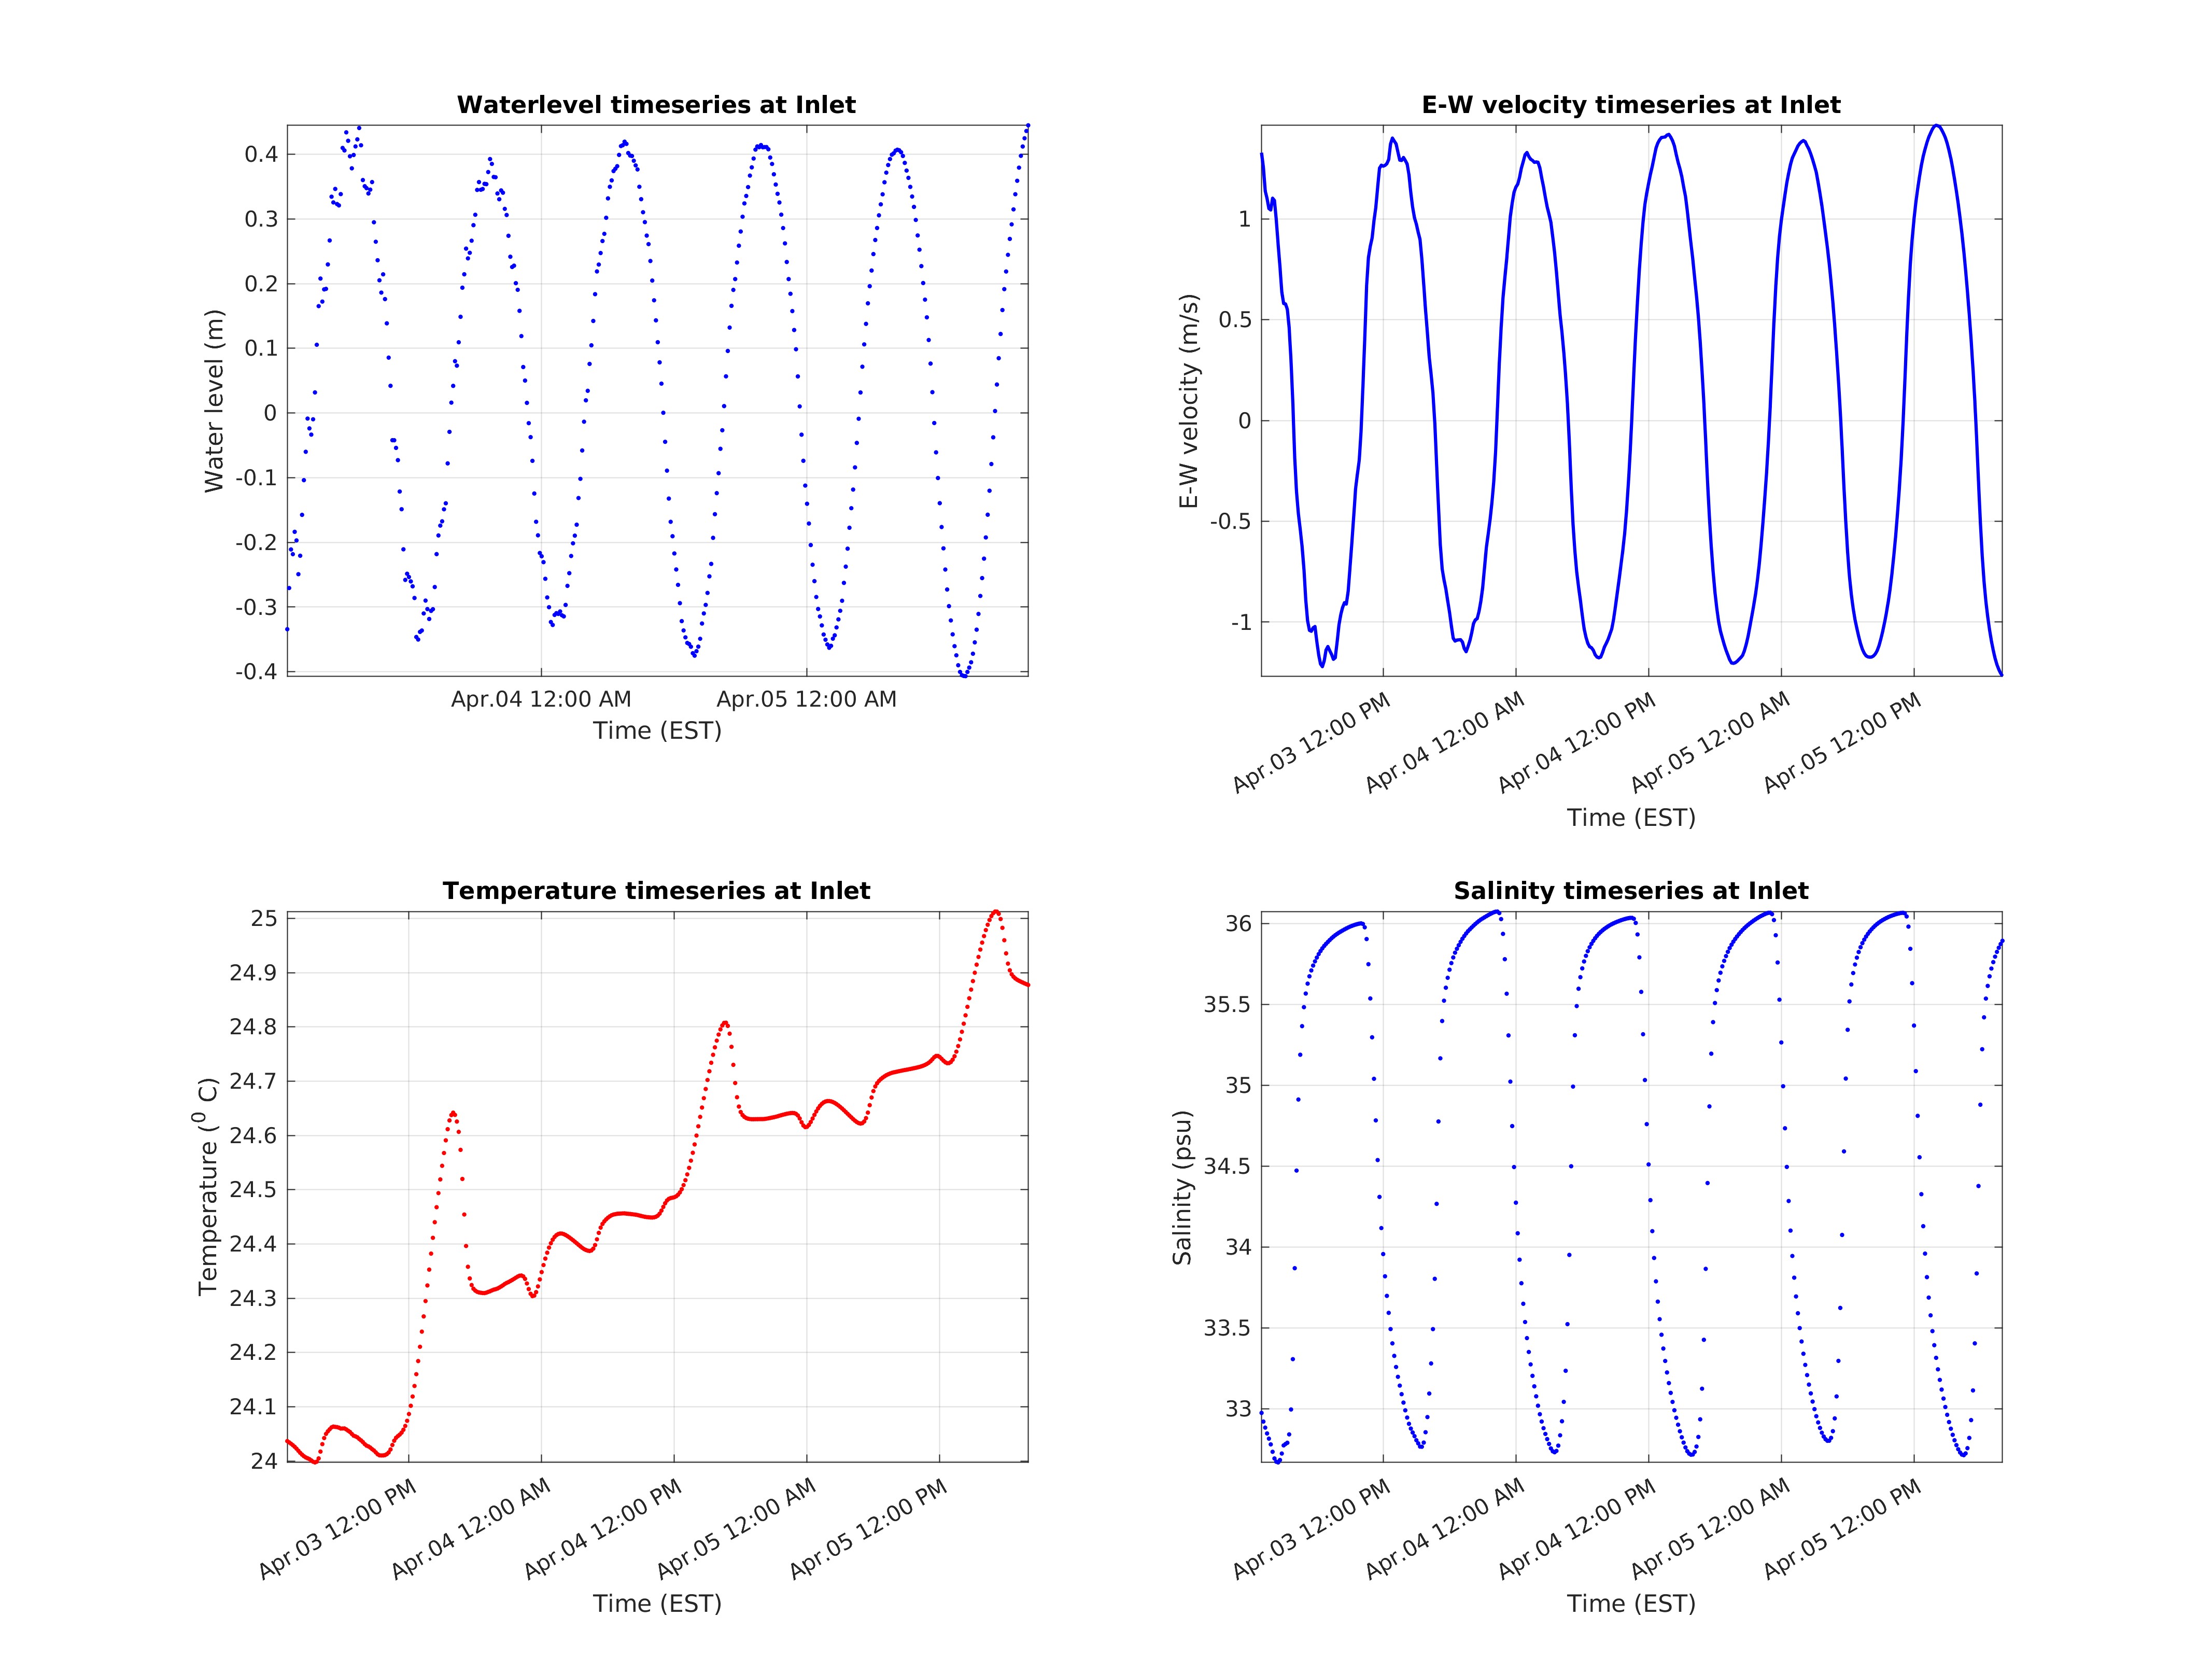 Waterlevel timeseries at Inlet
0.4
0.3
0.2
0.1
0
-0.1
-0.2
-0.3
-0.4
Water level (m)
Apr.04 12:00 AM
Apr.05 12:00 AM
Time (EST)
E-W velocity timeseries at Inlet
1
0.5
0
-0.5
-1
E-W velocity (m/s)
Apr.03 12:00 PM
Apr.04 12:00 AM
Apr.04 12:00 PM
Apr.05 12:00 AM
Apr.05 12:00 PM
Time (EST)
Temperature timeseries at Inlet
25
24.9
24.8
24.7
24.6
24.5
24.4
24.3
24.2
24.1
24
Temperature (⁰ C)
Apr.03 12:00 PM
Apr.04 12:00 AM
Apr.04 12:00 PM
Apr.05 12:00 AM
Apr.05 12:00 PM
Time (EST)
Salinity timeseries at Inlet
36
35.5
35
34.5
34
33.5
33
Salinity (psu)
Apr.03 12:00 PM
Apr.04 12:00 AM
Apr.04 12:00 PM
Apr.05 12:00 AM
Apr.05 12:00 PM
Time (EST)